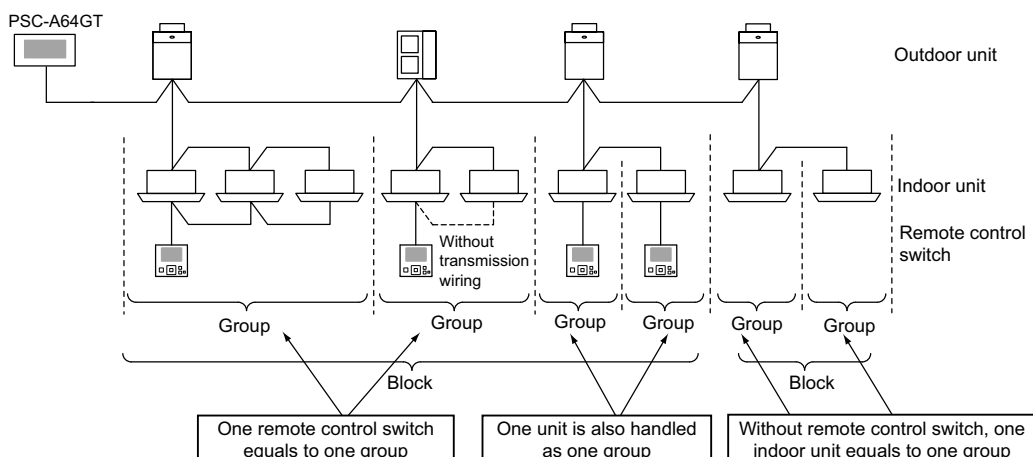 PSC-A64GT
Outdoor unit
Indoor unit
Without
transmission
wiring
Remote control
switch
Group
Group
Group
Group
Group
Group
Block
Block
One remote control switch
equals to one group
One unit is also handled
as one group
Without remote control switch, one
indoor unit equals to one group